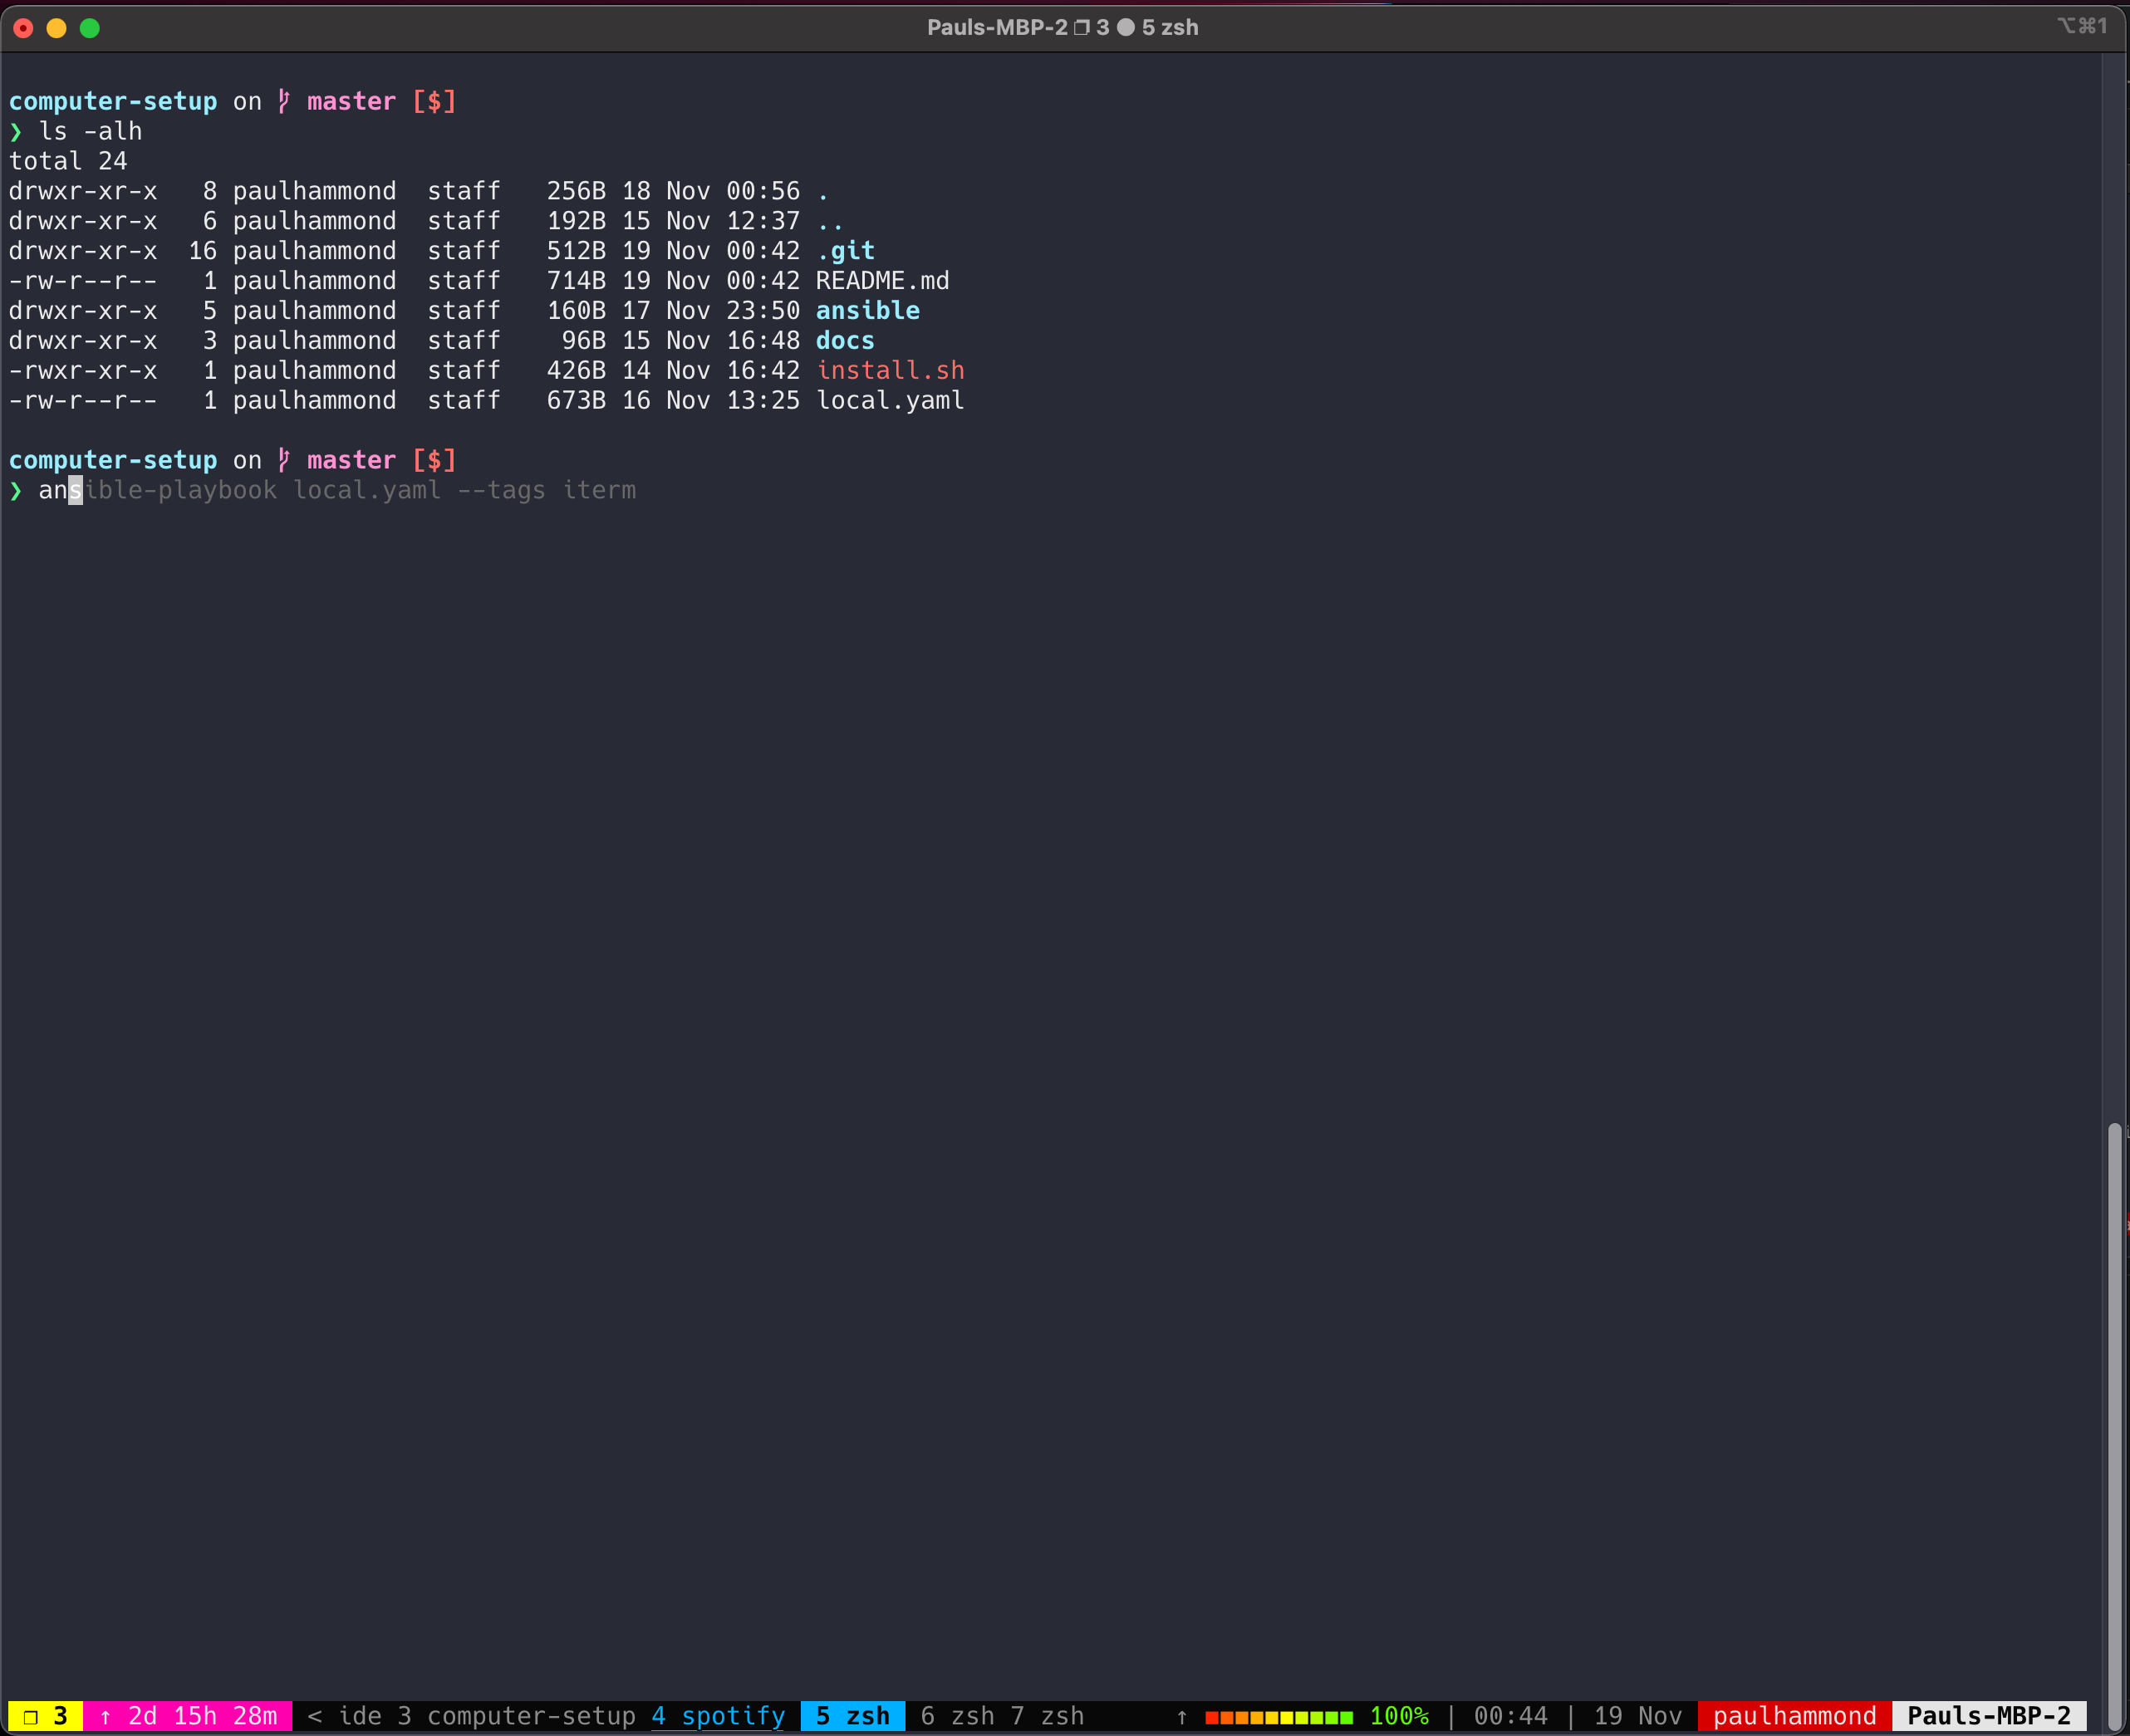 Pauls-MBP-2 ❐ 3 ● 5 zsh
⌥⌘1
computer-setup on master [$]
❯ ls -alh
total 24
drwxr-xr-x   8 paulhammond  staff   256B 18 Nov 00:56 .
drwxr-xr-x   6 paulhammond  staff   192B 15 Nov 12:37 ..
drwxr-xr-x  16 paulhammond  staff   512B 19 Nov 00:42 .git
-rw-r--r--   1 paulhammond  staff   714B 19 Nov 00:42 README.md
drwxr-xr-x   5 paulhammond  staff   160B 17 Nov 23:50 ansible
drwxr-xr-x   3 paulhammond  staff    96B 15 Nov 16:48 docs
-rwxr-xr-x   1 paulhammond  staff   426B 14 Nov 16:42 install.sh
-rw-r--r--   1 paulhammond  staff   673B 16 Nov 13:25 local.yaml
computer-setup on master [$]
❯ ansible-playbook local.yaml --tags iterm
❐ 3 ↑ 2d 15h 28m < ide 3 computer-setup 4 spotify 5 zsh 6 zsh 7 zsh ↑ 100% | 00:44 | 19 Nov paulhammond Pauls-MBP-2